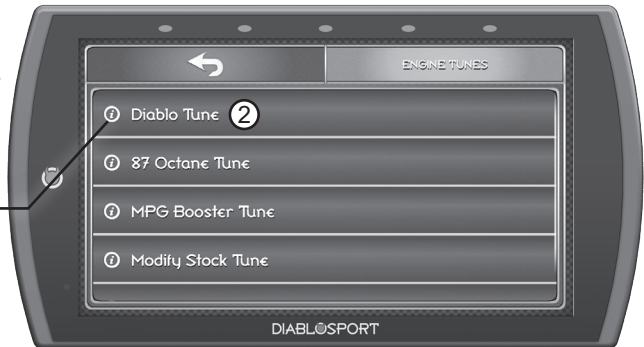 ENGINE TUNES
i Diablo Tune 2
i 87 Octane Tune
i MPG Booster Tune
i Modify Stock Tune
DIABLOSPORT